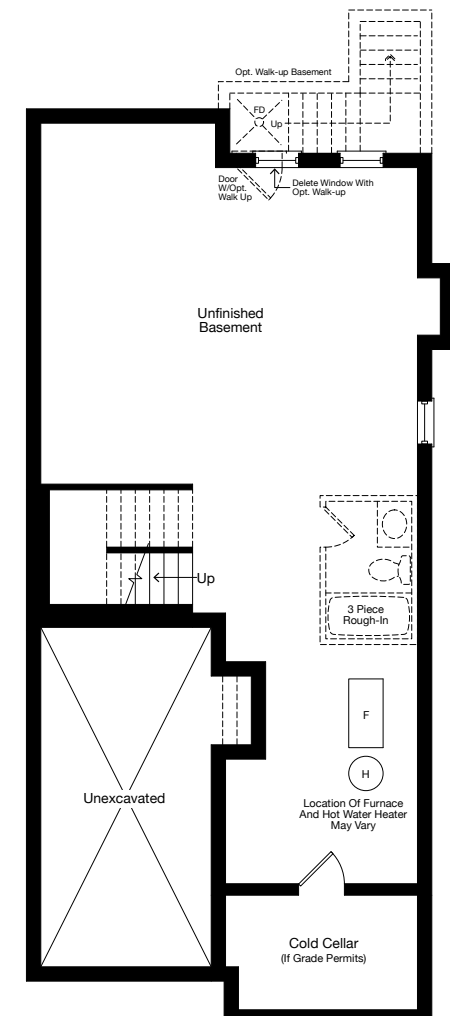 Opt. Walk-up Basement
FD
Up
Door
W/Opt.
Walk Up
Delete Window With
Opt. Walk-up
Unfinished
Basement
Up
3 Piece
Rough-In
F
H
Location Of Furnace
And Hot Water Heater
May Vary
Unexcavated
Cold Cellar
(If Grade Permits)